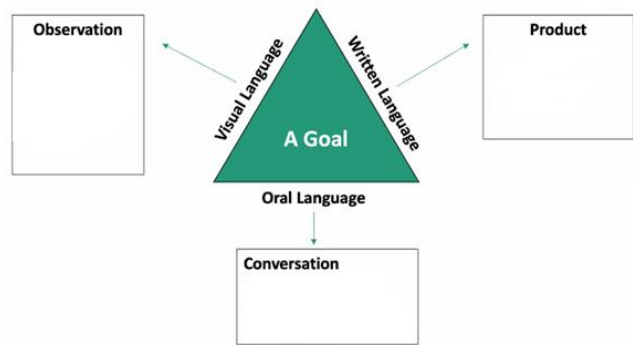 Observation
Visual Language
Written Language
Product
A Goal
Oral Language
Conversation